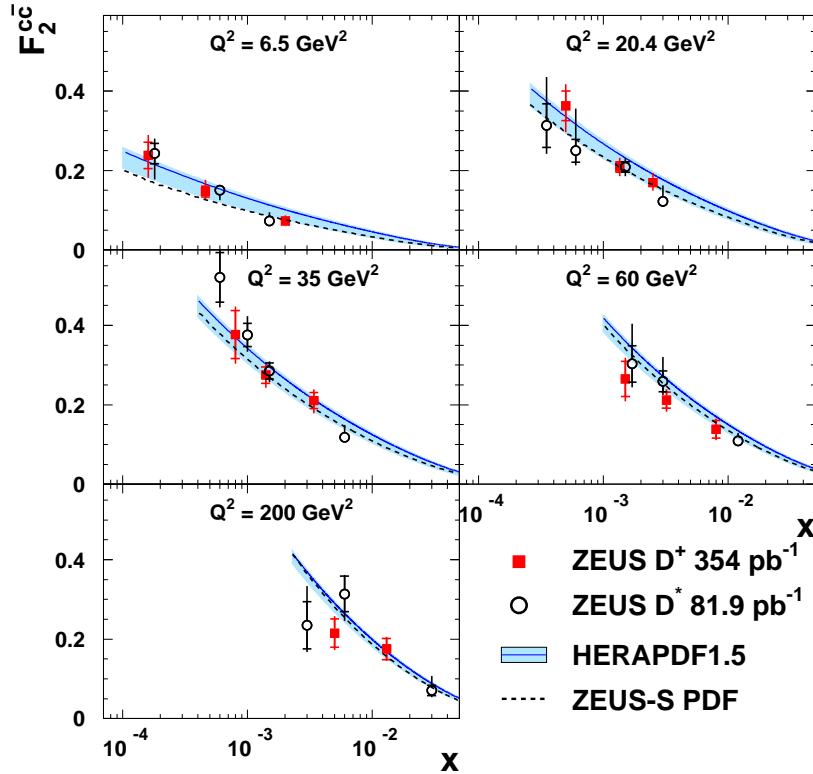 F₂ᶜᶜ̄
Q² = 6.5 GeV²
Q² = 20.4 GeV²
0.4
0.2
0
Q² = 35 GeV²
Q² = 60 GeV²
0.4
0.2
0
10⁻⁴ 10⁻³ 10⁻² x
Q² = 200 GeV²
0.4
0.2
0
10⁻⁴ 10⁻³ 10⁻² x
ZEUS D⁺ 354 pb⁻¹
ZEUS D* 81.9 pb⁻¹
HERAPDF1.5
ZEUS-S PDF